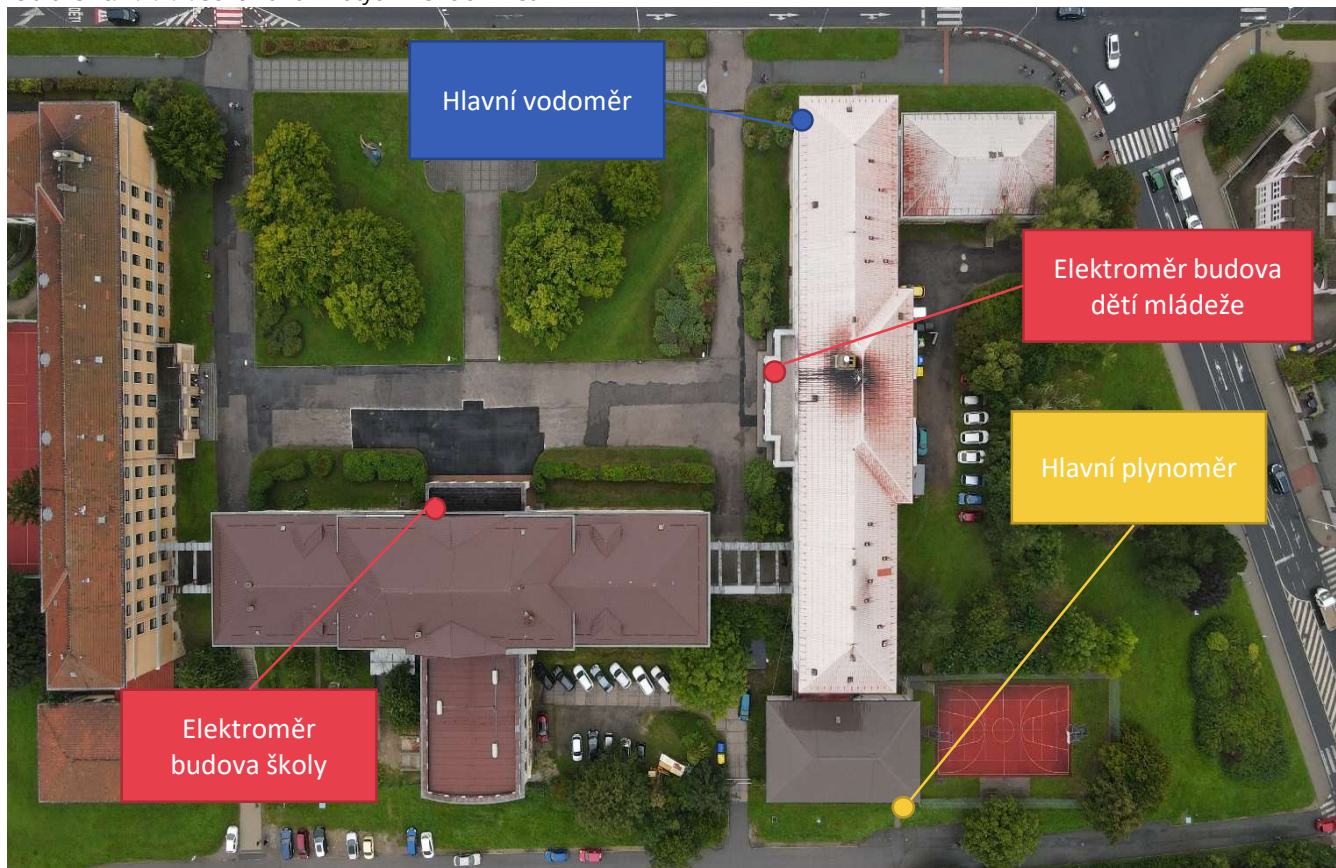 Hlavní vodoměr
Elektroměr budova
dětí mládeže
Hlavní plynoměr
Elektroměr
budova školy